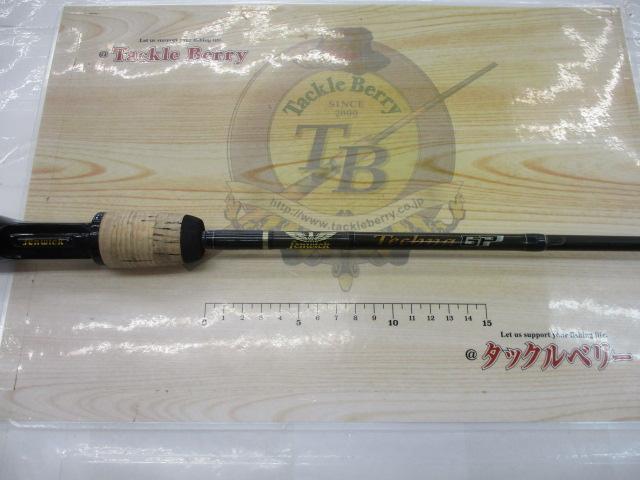 Let us support your fishing life.
@ Tackle Berry
Tackle Berry
SINCE
2000
T&B
http://www.tackleberry.co.jp
fenwick
fenwick
Techna GP
0 1 2 3 4 5 6 7 8 9 10 11 12 13 14 15
Let us support your fishing life.
@ タックルベリー